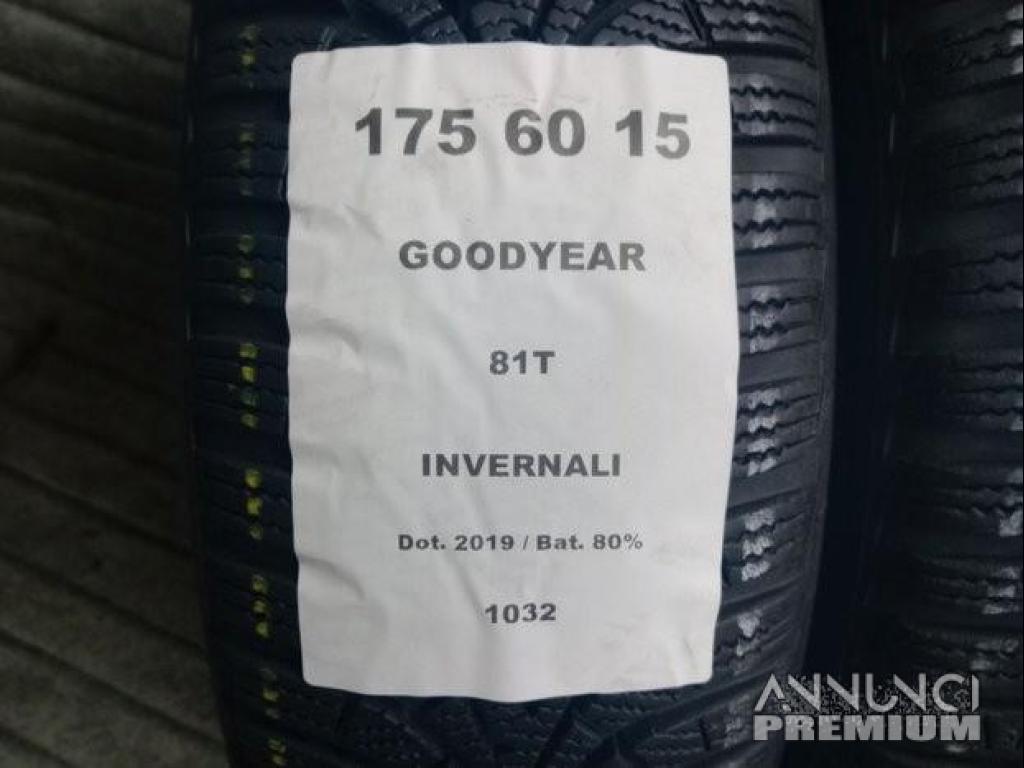 175 60 15
GOODYEAR
81T
INVERNALI
Dot. 2019 / Bat. 80%
1032
ANNUNCI
PREMIUM